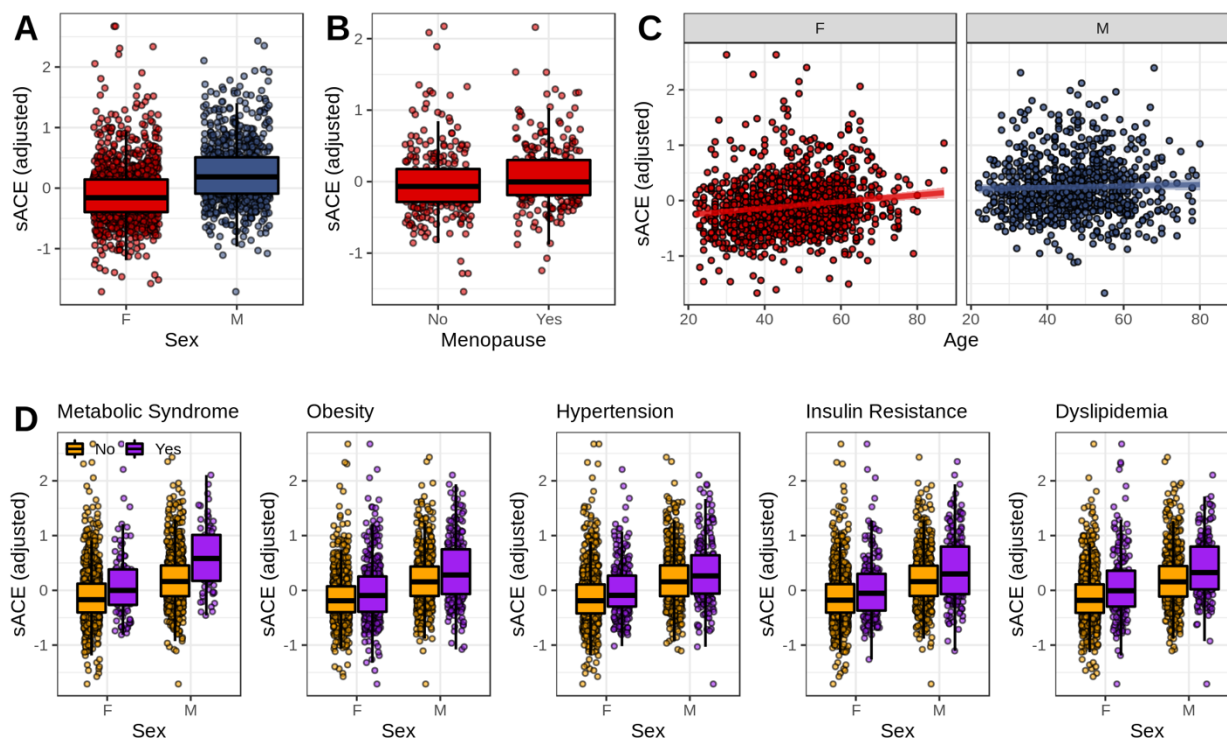 A
sACE (adjusted)
2
1
0
-1
F
M
Sex
B
sACE (adjusted)
2
1
0
-1
No
Yes
Menopause
C
F
M
sACE (adjusted)
2
1
0
-1
20
40
60
80
20
40
60
80
Age
D
Metabolic Syndrome
No Yes
sACE (adjusted)
2
1
0
-1
F
M
Sex
Obesity
sACE (adjusted)
2
1
0
-1
F
M
Sex
Hypertension
sACE (adjusted)
2
1
0
-1
F
M
Sex
Insulin Resistance
sACE (adjusted)
2
1
0
-1
F
M
Sex
Dyslipidemia
sACE (adjusted)
2
1
0
-1
F
M
Sex